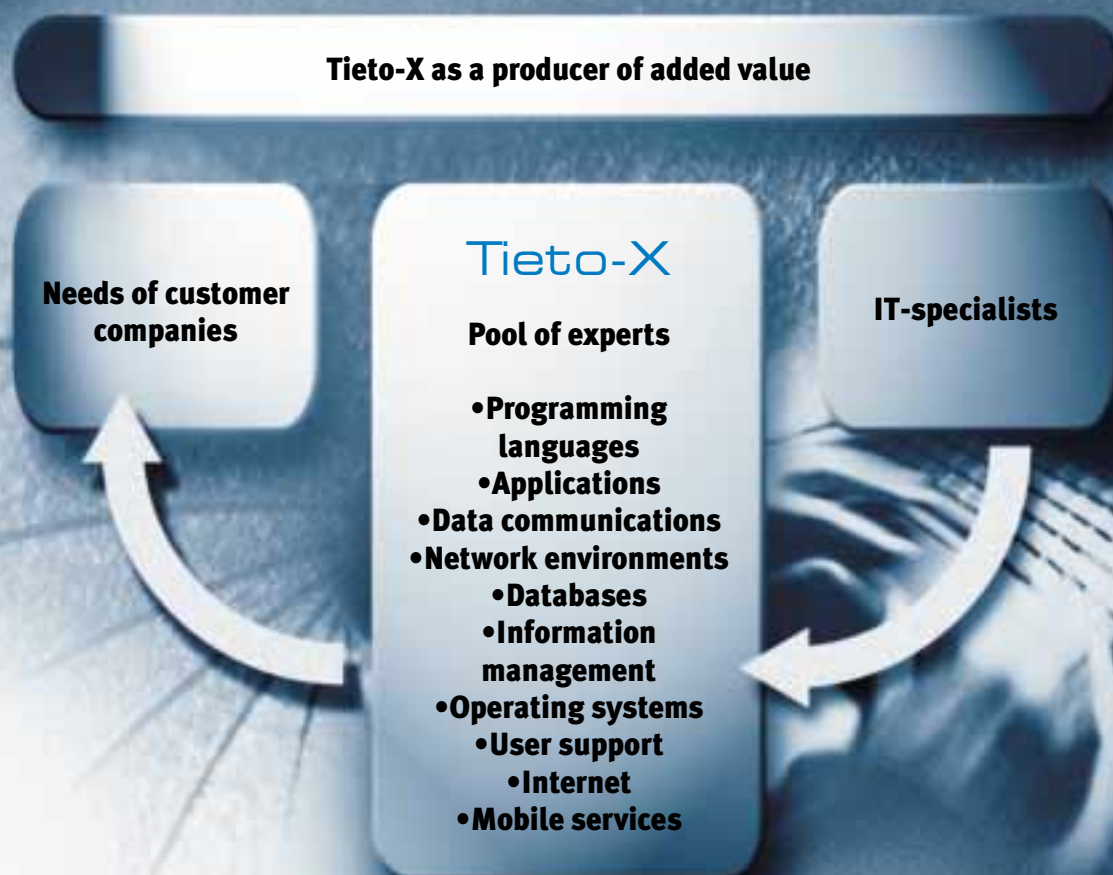 Tieto-X as a producer of added value
Needs of customer
companies
Tieto-X
Pool of experts
•Programming
languages
•Applications
•Data communications
•Network environments
•Databases
•Information
management
•Operating systems
•User support
•Internet
•Mobile services
IT-specialists